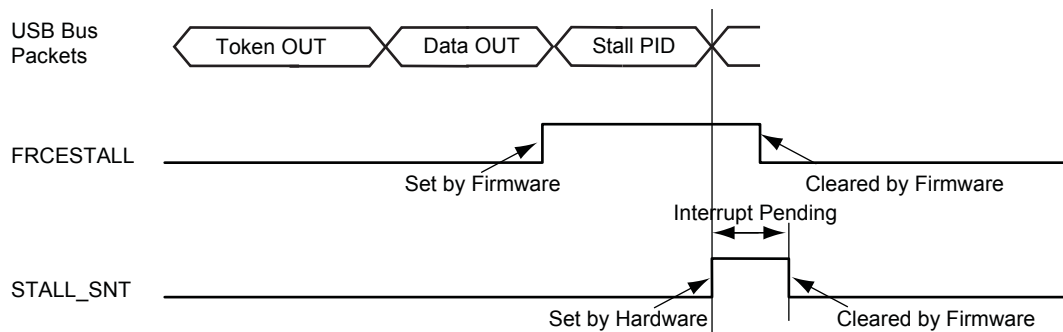 USB Bus
Packets
Token OUT
Data OUT
Stall PID
FRCESTALL
Set by Firmware
Cleared by Firmware
Interrupt Pending
STALL_SNT
Set by Hardware
Cleared by Firmware